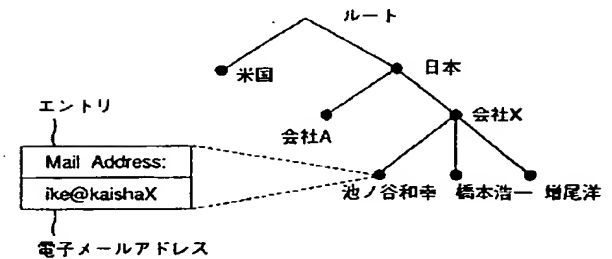 ルート
米国
日本
エントリ
会社A
会社X
Mail Address:
ike@kaishaX
池ノ谷和幸 橋本浩一 増尾洋
電子メールアドレス